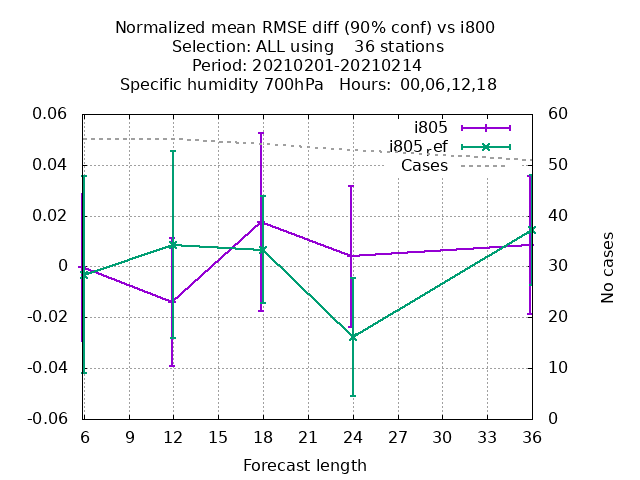 Normalized mean RMSE diff (90% conf) vs i800
Selection: ALL using    36 stations
Period: 20210201-20210214
Specific humidity 700hPa   Hours:  00,06,12,18
0.06
0.04
0.02
0
-0.02
-0.04
-0.06
60
50
40
30
20
10
0
i805
i805_ref
Cases
No cases
6 9 12 15 18 21 24 27 30 33 36
Forecast length